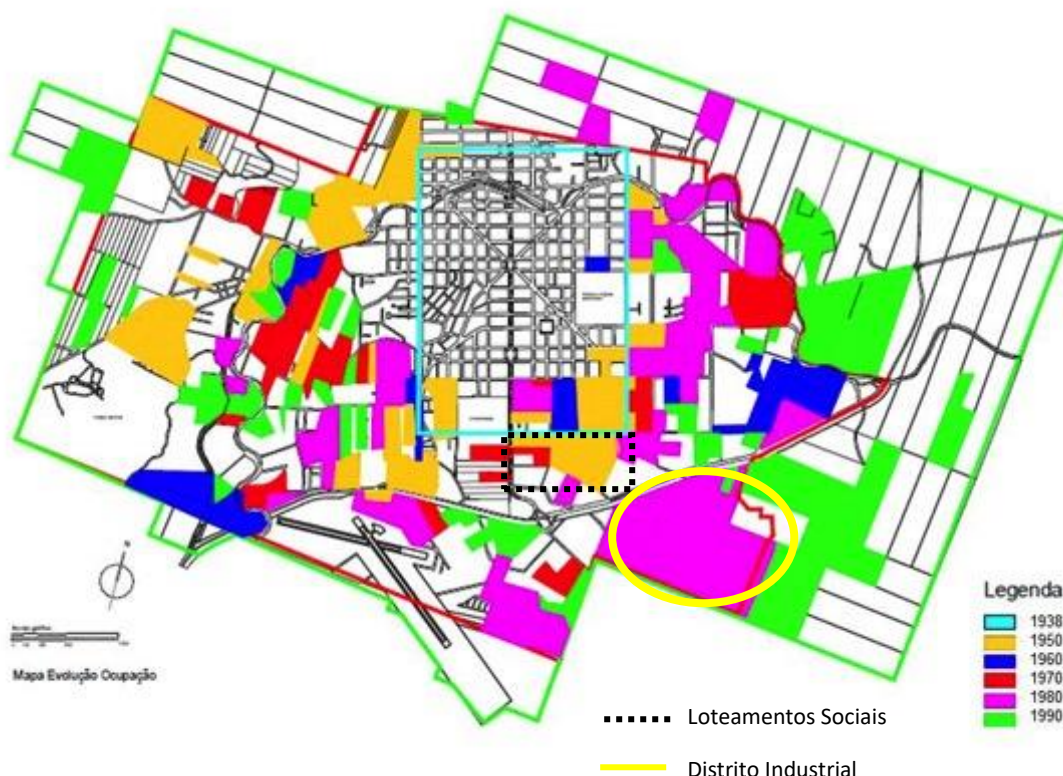 N
Mapa Evolução Ocupação
Legenda
1938
1950
1960
1970
1980
1990
Loteamentos Sociais
Distrito Industrial